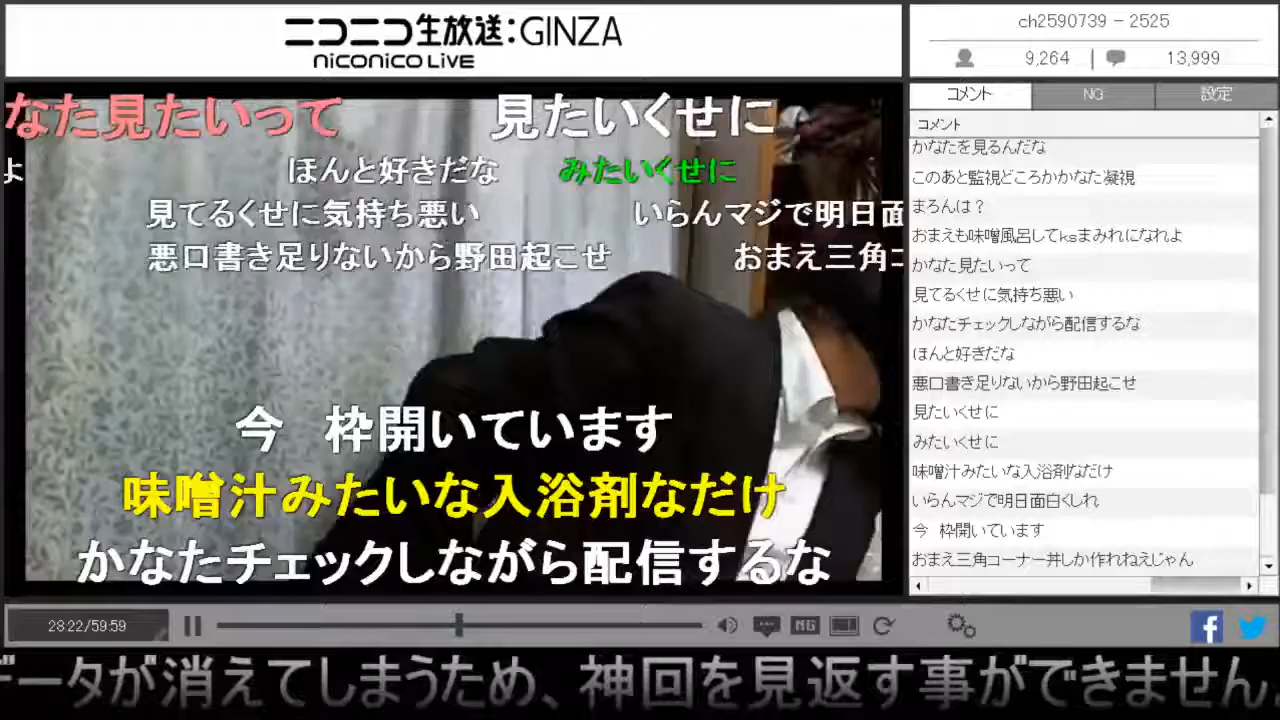 ニコニコ生放送:GINZA
niconico Live
ch2590739 − 2525
9,264 | 13,999
コメント NG 設定
コメント
なた見たいって 見たいくせに
よ ほんと好きだな みたいくせに
見てるくせに気持ち悪い いらんマジで明日面
悪口書き足りないから野田起こせ おまえ三角コ
今 枠開いています
味噌汁みたいな入浴剤なだけ
かなたチェックしながら配信するな
かなたを見るんだな
このあと監視どころかかなた凝視
まろんは?
おまえも味噌風呂してksまみれになれよ
かなた見たいって
見てるくせに気持ち悪い
かなたチェックしながら配信するな
ほんと好きだな
悪口書き足りないから野田起こせ
見たいくせに
みたいくせに
味噌汁みたいな入浴剤なだけ
いらんマジで明日面白くしれ
今 枠開いています
おまえ三角コーナー丼しか作れねえじゃん
28:22/59:59
NG
データが消えてしまうため、神回を見返す事ができません